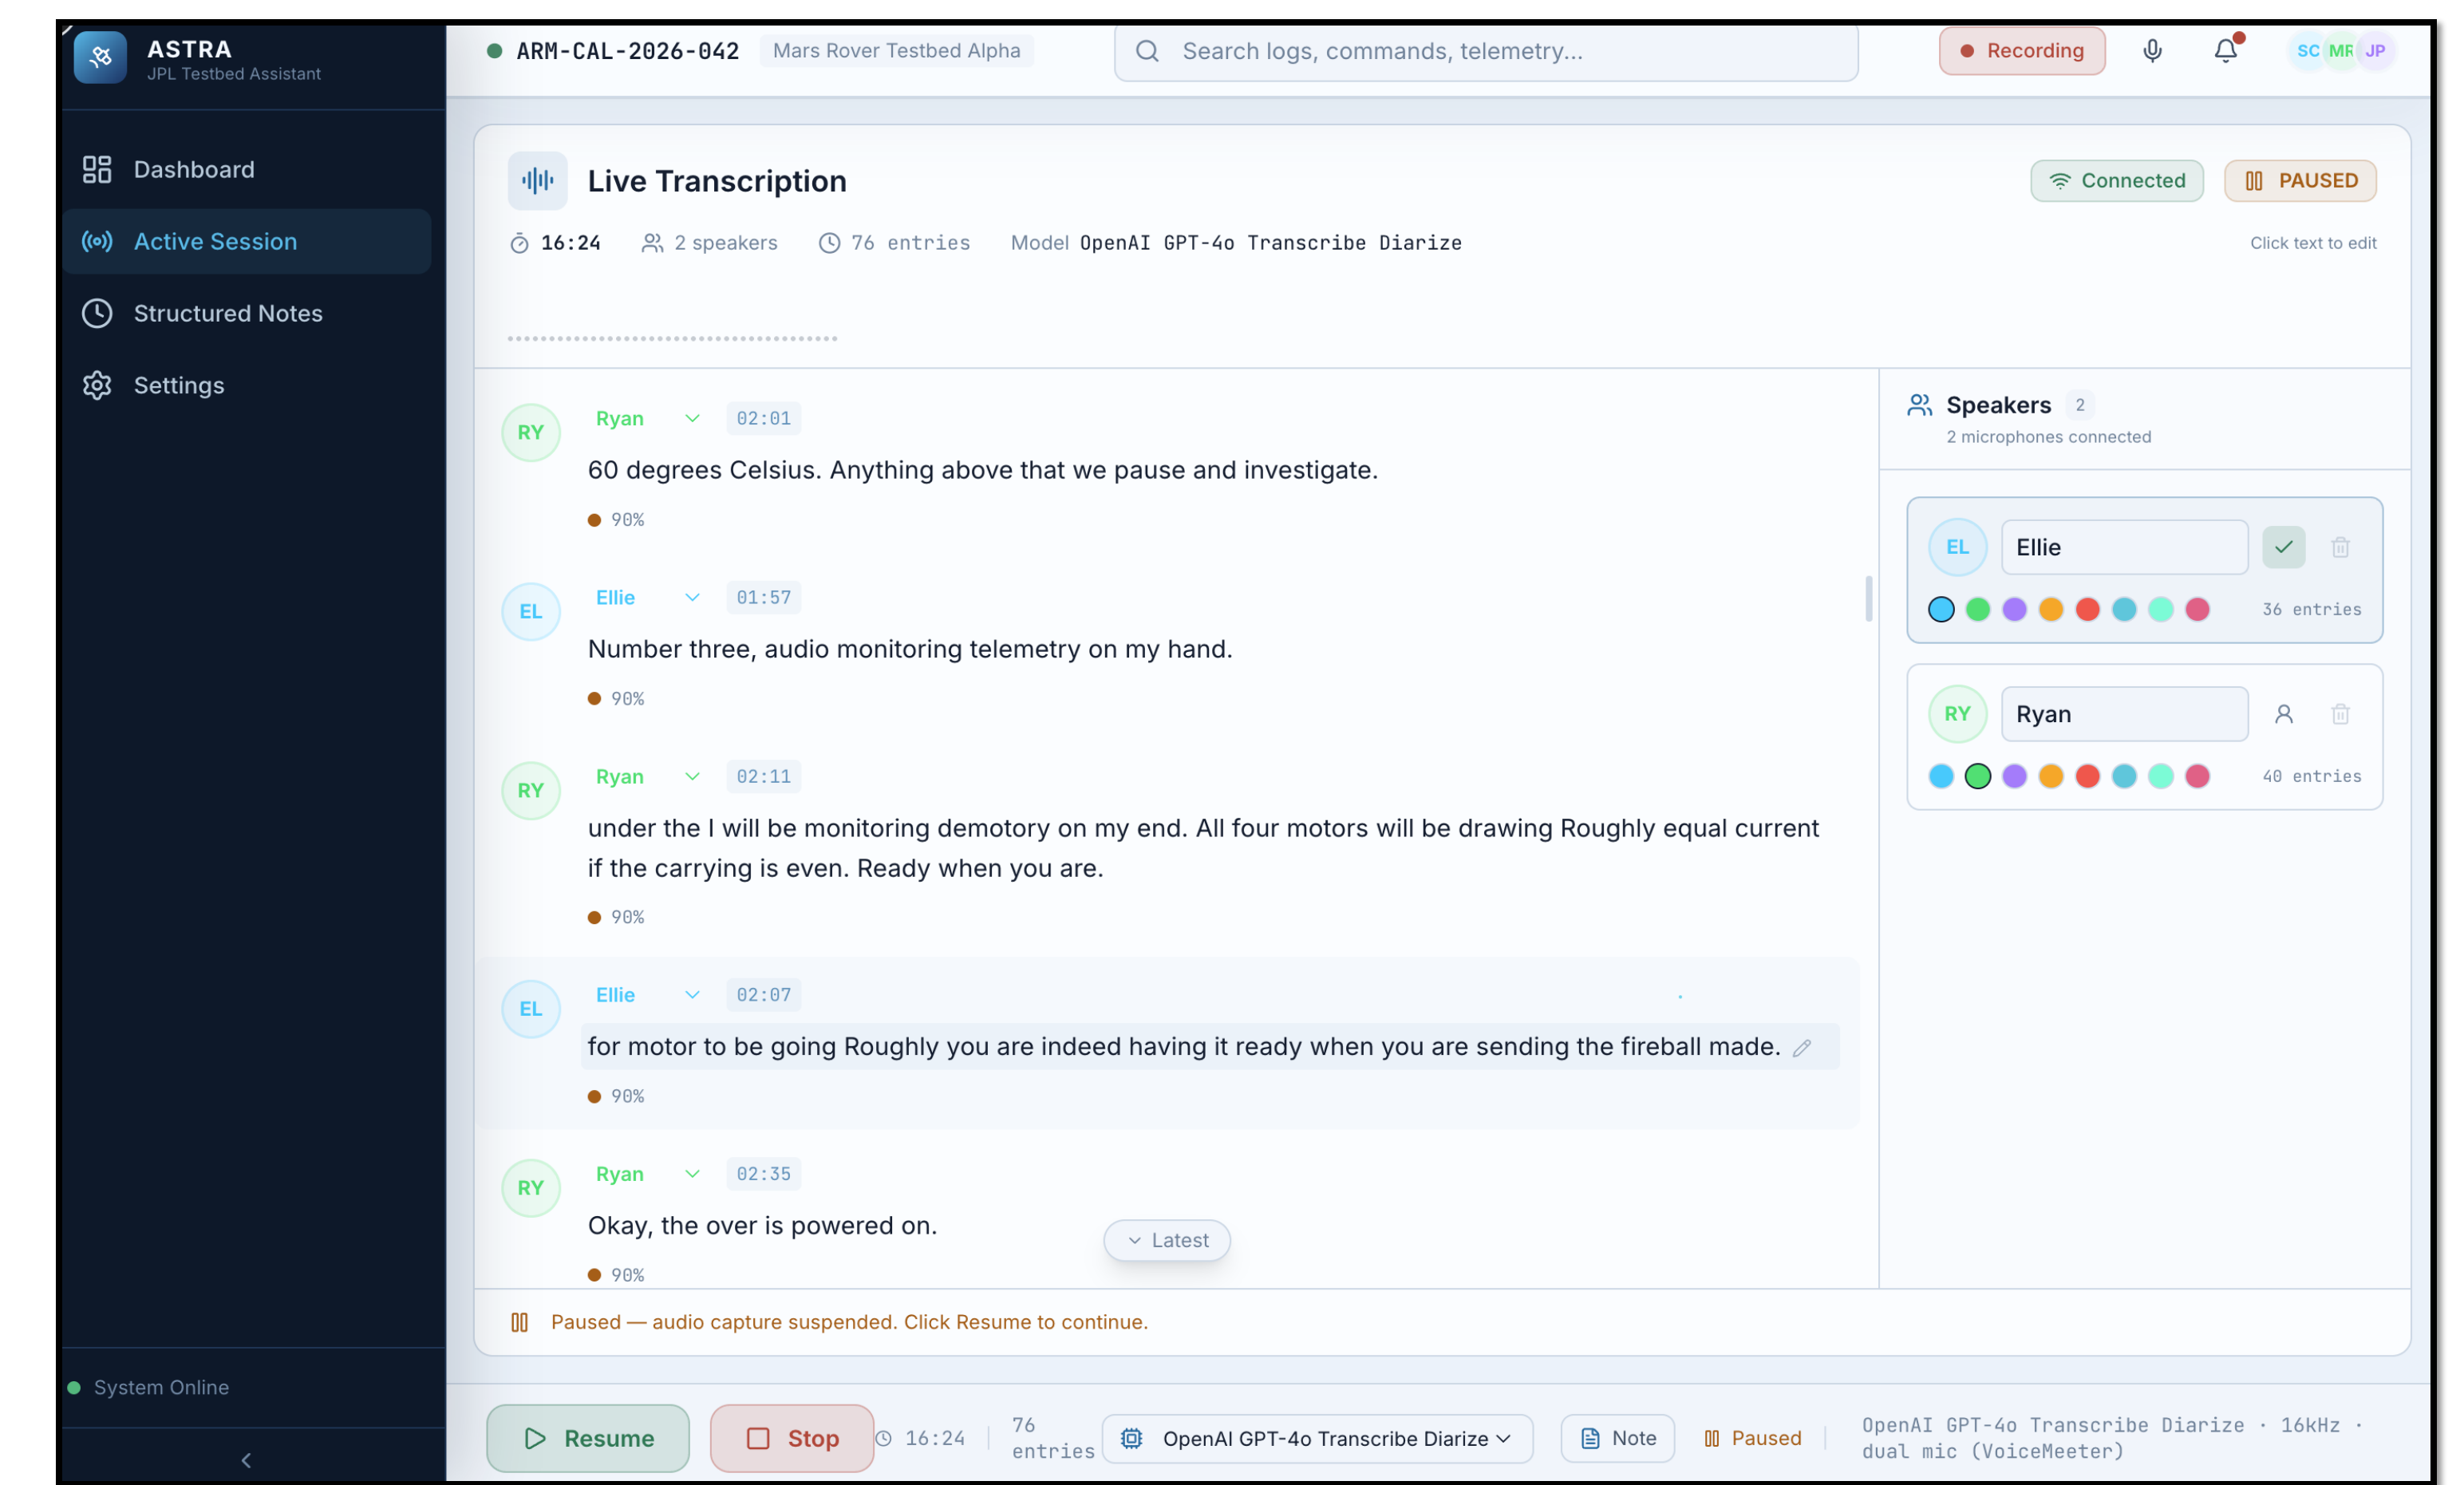 ASTRA
JPL Testbed Assistant
Dashboard
Active Session
Structured Notes
Settings
System Online
ARM-CAL-2026-042
Mars Rover Testbed Alpha
Search logs, commands, telemetry...
Recording
SC MR JP
Live Transcription
Connected
PAUSED
16:24
2 speakers
76 entries
Model OpenAI GPT-4o Transcribe Diarize
Click text to edit
RY
Ryan
02:01
60 degrees Celsius. Anything above that we pause and investigate.
90%
EL
Ellie
01:57
Number three, audio monitoring telemetry on my hand.
90%
RY
Ryan
02:11
under the I will be monitoring demotory on my end. All four motors will be drawing Roughly equal current
if the carrying is even. Ready when you are.
90%
EL
Ellie
02:07
for motor to be going Roughly you are indeed having it ready when you are sending the fireball made.
90%
RY
Ryan
02:35
Okay, the over is powered on.
90%
Latest
Speakers 2
2 microphones connected
EL
Ellie
36 entries
RY
Ryan
40 entries
Paused — audio capture suspended. Click Resume to continue.
Resume
Stop
16:24
76
entries
OpenAI GPT-4o Transcribe Diarize
Note
Paused
OpenAI GPT-4o Transcribe Diarize · 16kHz ·
dual mic (VoiceMeeter)